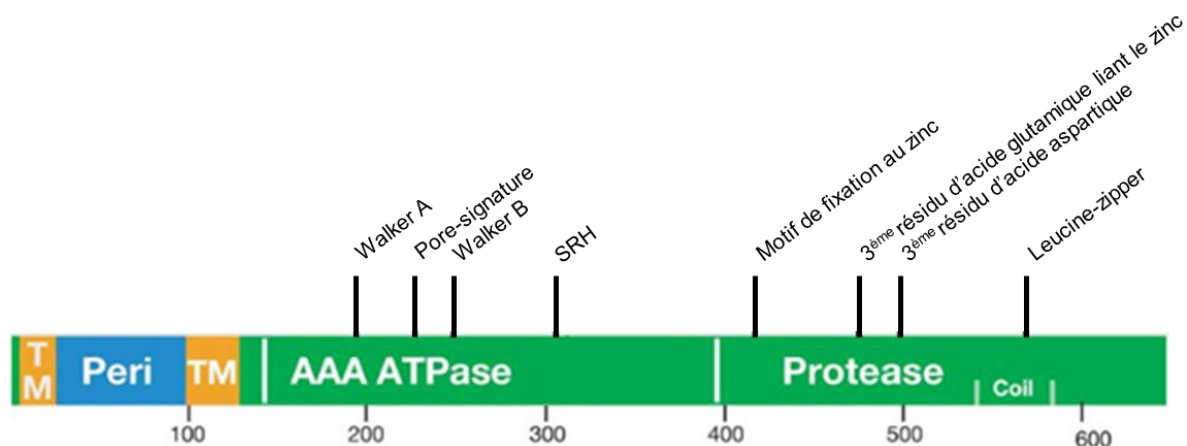 Walker A
Pore-signature
Walker B
SRH
Motif de fixation au zinc
3ème résidu d'acide glutamique liant le zinc
3ème résidu d'acide aspartique
Leucine-zipper
TM
Peri
TM
AAA ATPase
Protease
Coil
100
200
300
400
500
600